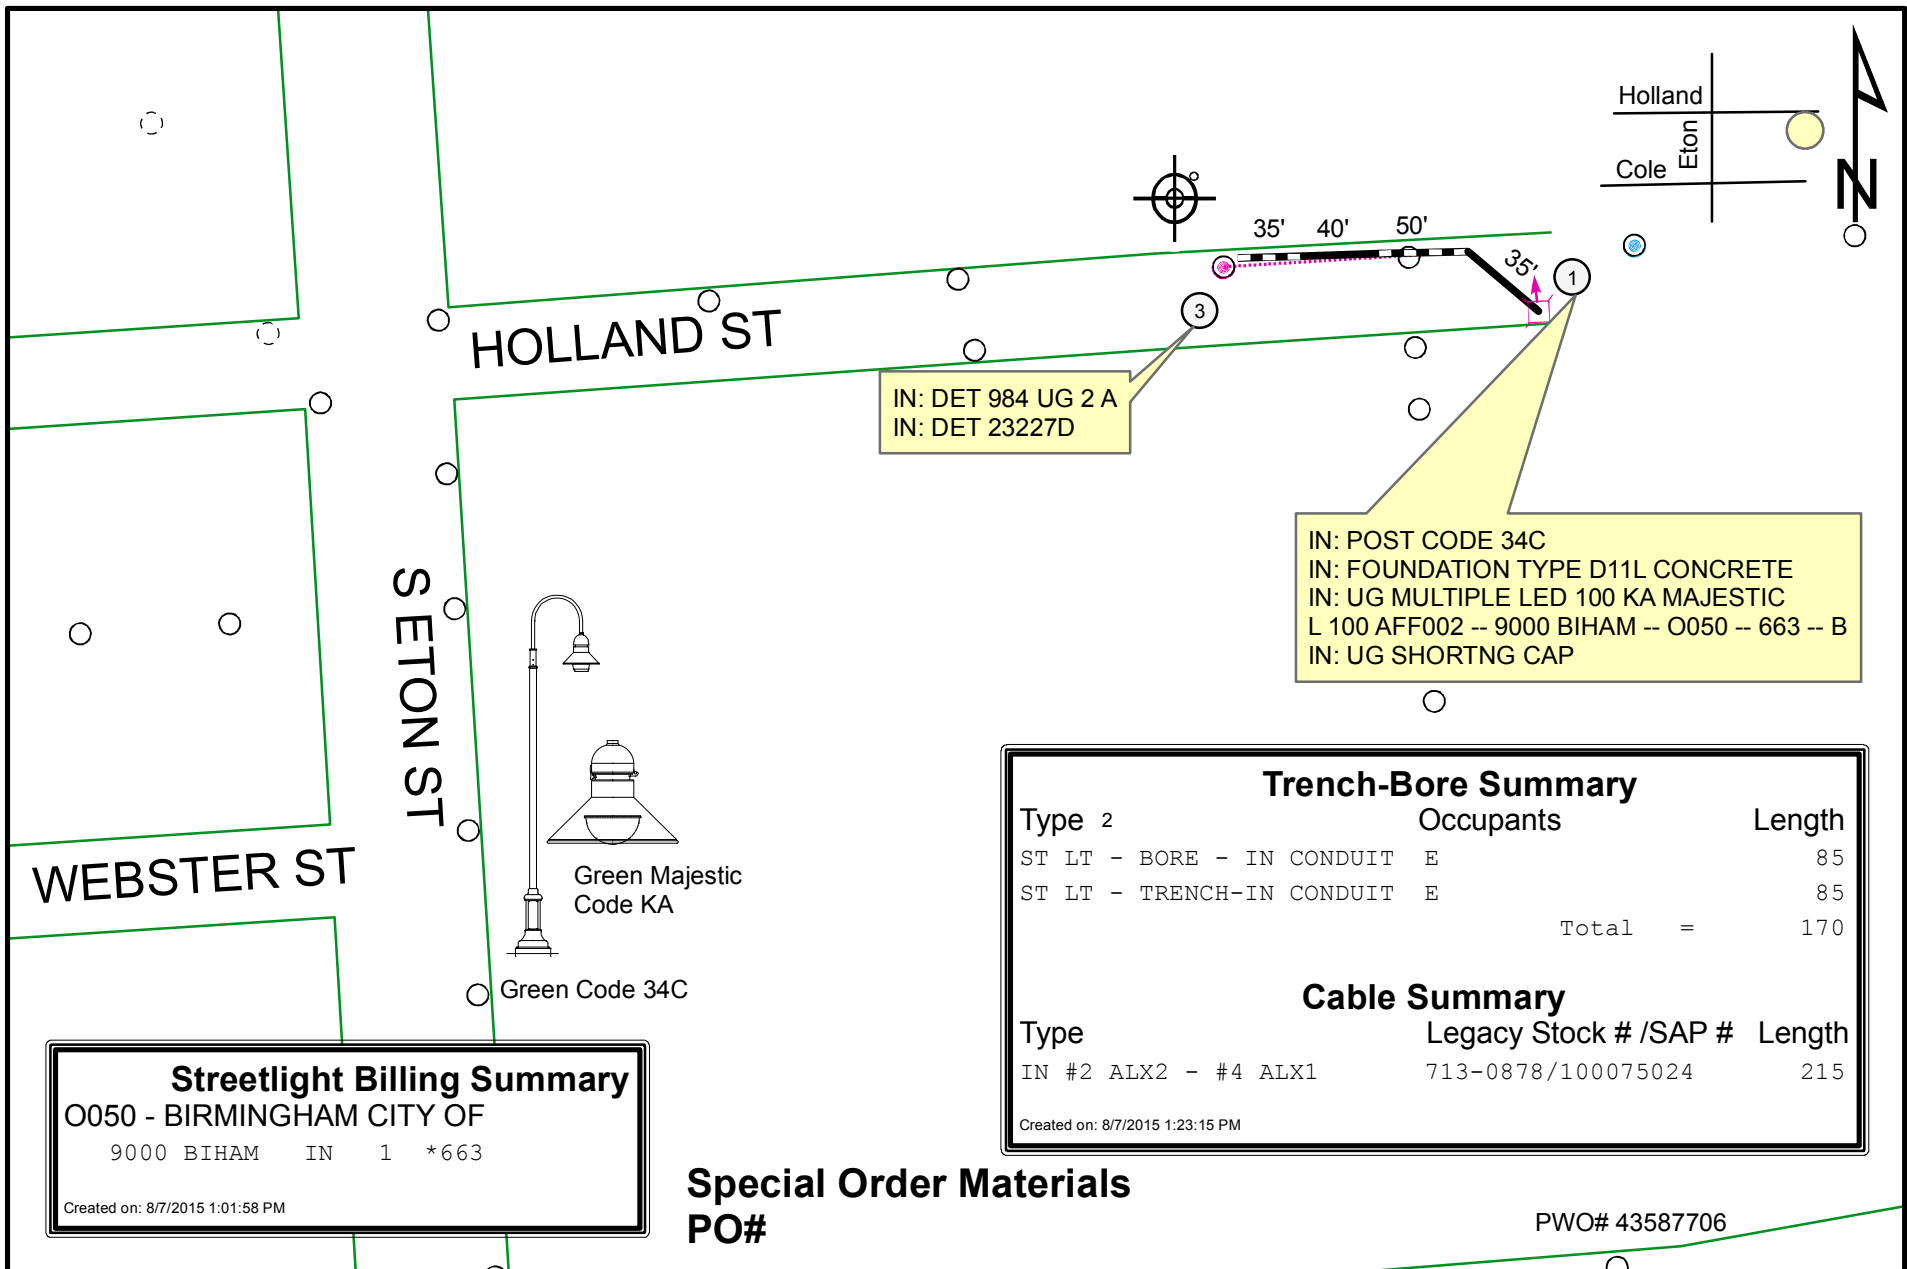 Holland
Eton
Cole
N
35' 40' 50'
35'
1
3
HOLLAND ST
IN: DET 984 UG 2 A
IN: DET 23227D
IN: POST CODE 34C
IN: FOUNDATION TYPE D11L CONCRETE
IN: UG MULTIPLE LED 100 KA MAJESTIC
L 100 AFF002 -- 9000 BIHAM -- O050 -- 663 -- B
IN: UG SHORTNG CAP
S ETON ST
WEBSTER ST
Green Majestic
Code KA
Green Code 34C
Trench-Bore Summary
Type 2 Occupants Length
ST LT - BORE - IN CONDUIT E 85
ST LT - TRENCH-IN CONDUIT E 85
Total = 170
Cable Summary
Type Legacy Stock # /SAP # Length
IN #2 ALX2 - #4 ALX1 713-0878/100075024 215
Created on: 8/7/2015 1:23:15 PM
Streetlight Billing Summary
O050 - BIRMINGHAM CITY OF
9000 BIHAM IN 1 *663
Created on: 8/7/2015 1:01:58 PM
Special Order Materials
PO#
PWO# 43587706